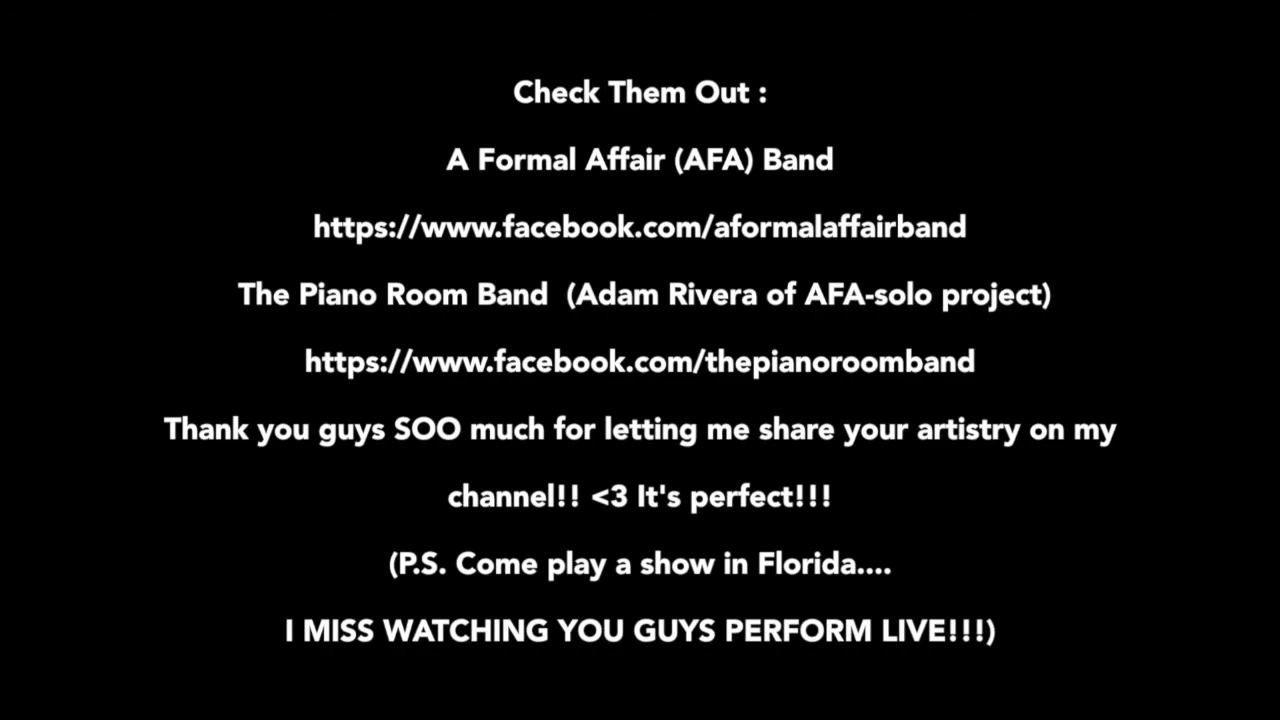 Check Them Out :
A Formal Affair (AFA) Band
https://www.facebook.com/aformalaffairband
The Piano Room Band  (Adam Rivera of AFA-solo project)
https://www.facebook.com/thepianoroomband
Thank you guys SOO much for letting me share your artistry on my
channel!! <3 It's perfect!!!
(P.S. Come play a show in Florida....
I MISS WATCHING YOU GUYS PERFORM LIVE!!!)